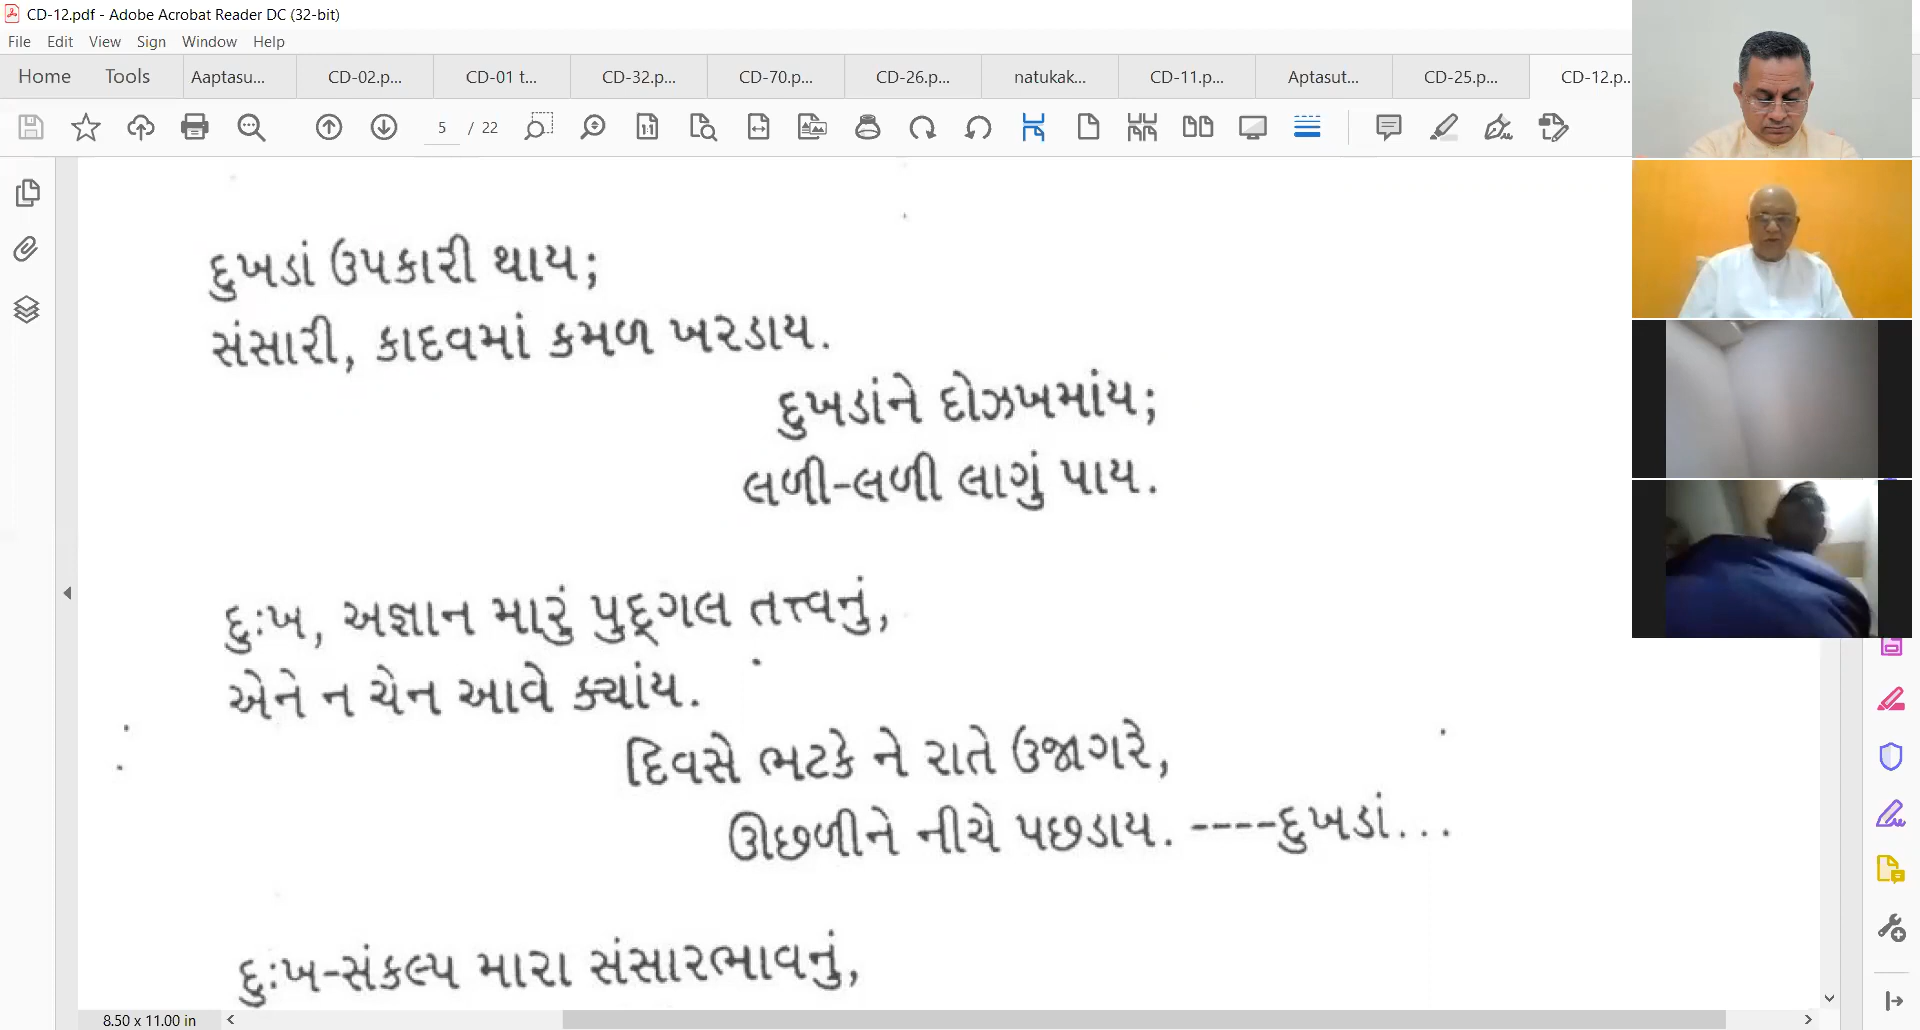 CD-12.pdf - Adobe Acrobat Reader DC (32-bit)
File Edit View Sign Window Help
Home Tools Aaptasu... CD-02.p... CD-01 t... CD-32.p... CD-70.p... CD-26.p... natukak... CD-11.p... Aptasut... CD-25.p... CD-12.p..
5 / 22
દુખડાં ઉપકારી થાય;
સંસારી, કાદવમાં કમળ ખરડાય.
દુખડાંને દોઝખમાંય;
લળી-લળી લાગું પાય.
દુઃખ, અજ્ઞાન મારું પુદ્ગલ તત્ત્વનું,
એને ન ચેન આવે ક્યાંય.
દિવસે ભટકે ને રાતે ઉજાગરે,
ઊછળીને નીચે પછડાય. ----દુખડાં...
દુઃખ-સંકલ્પ મારા સંસારભાવનું,
8.50 x 11.00 in